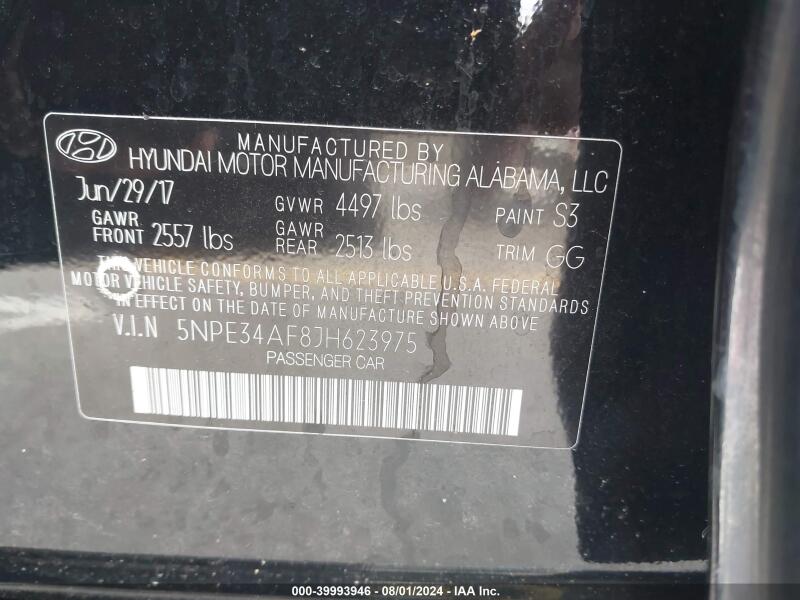 MANUFACTURED BY
HYUNDAI MOTOR MANUFACTURING ALABAMA, LLC
Jun/29/17 GVWR 4497 lbs PAINT S3
GAWR FRONT 2557 lbs GAWR REAR 2513 lbs TRIM GG
THIS VEHICLE CONFORMS TO ALL APPLICABLE U.S.A. FEDERAL
MOTOR VEHICLE SAFETY, BUMPER, AND THEFT PREVENTION STANDARDS
IN EFFECT ON THE DATE OF MANUFACTURE SHOWN ABOVE
V.I.N 5NPE34AF8JH623975
PASSENGER CAR
000-39993946 - 08/01/2024 - IAA Inc.